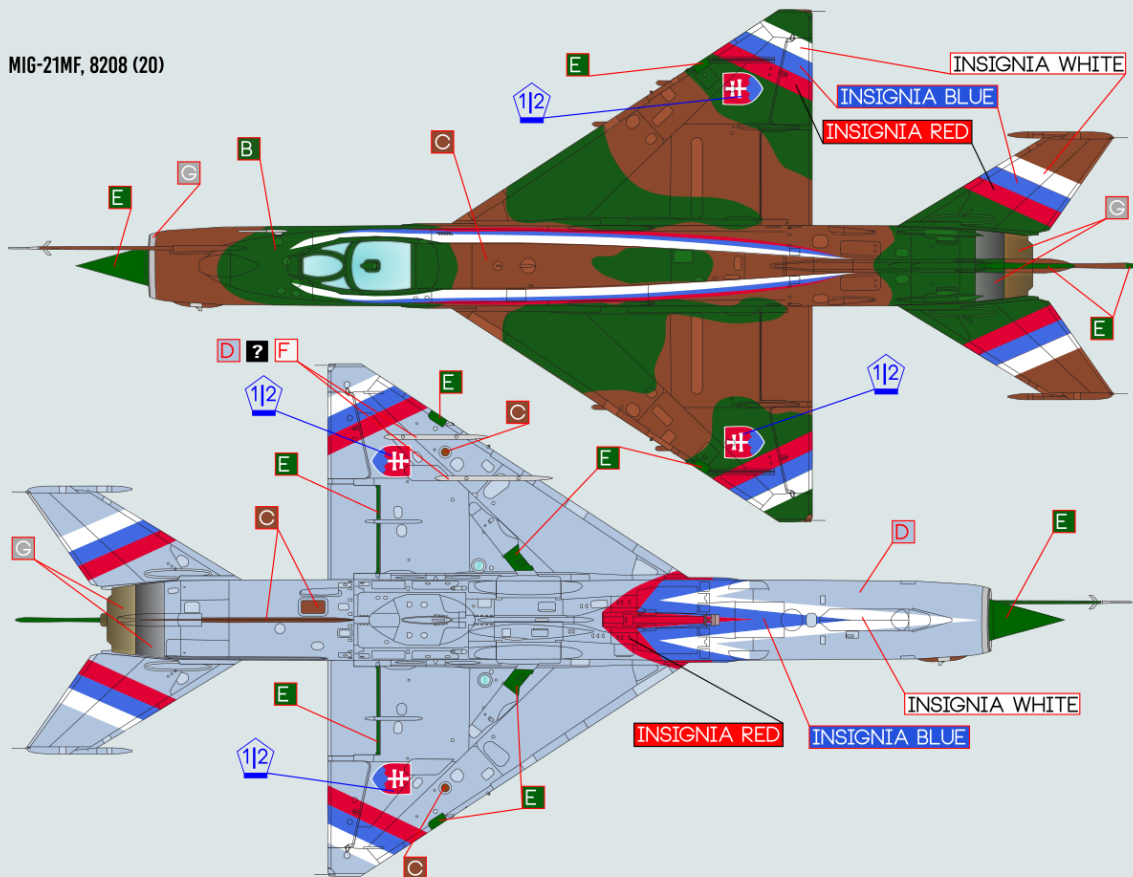 MIG-21MF, 8208 (20)
E
INSIGNIA WHITE
1|2
INSIGNIA BLUE
INSIGNIA RED
B
C
G
E
G
E
D ? F
1|2
1|2
E
C
E
E
C
D
E
G
INSIGNIA WHITE
E
INSIGNIA RED
INSIGNIA BLUE
1|2
E
C